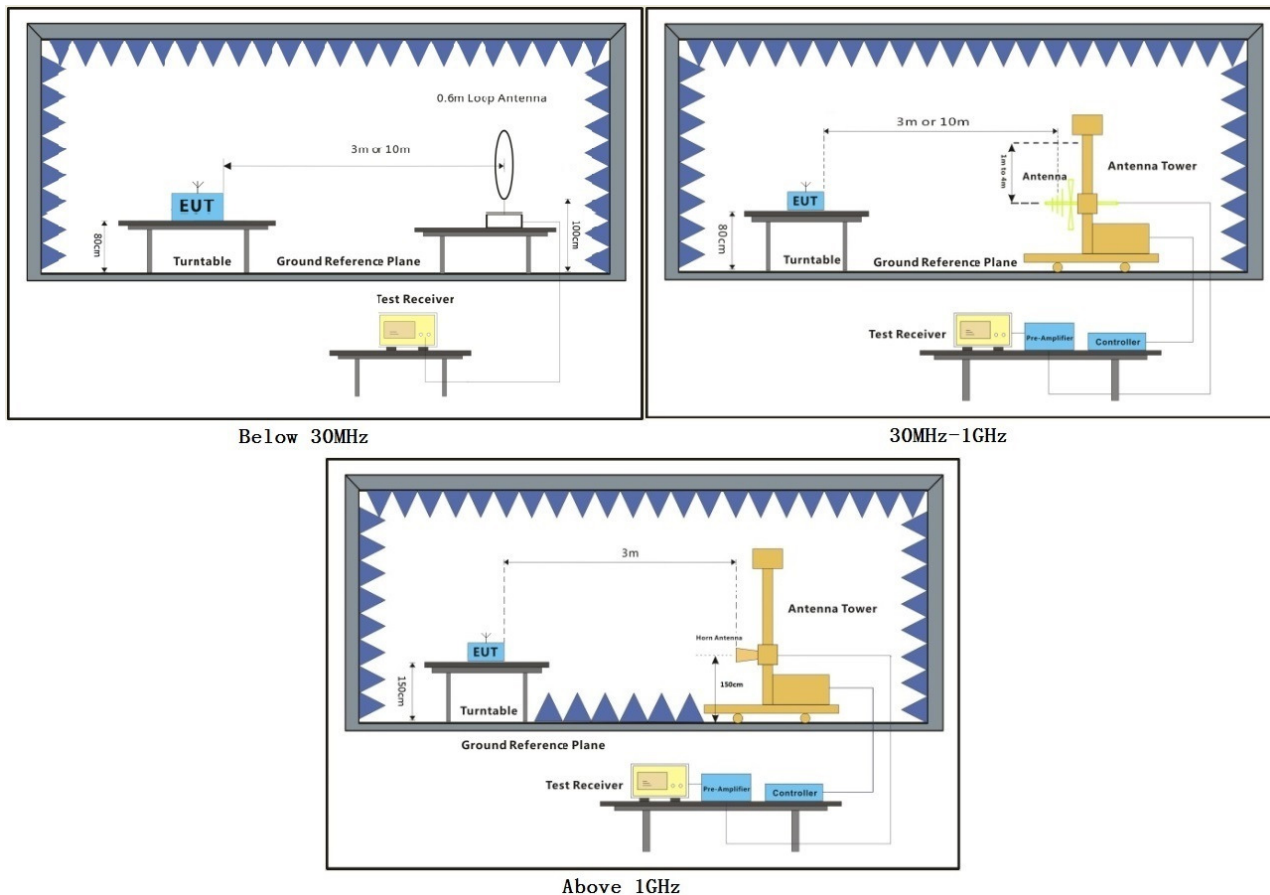 0.6m Loop Antenna
3m or 10m
EUT
80cm
100cm
Turntable
Ground Reference Plane
Test Receiver
Below 30MHz
3m or 10m
1m to 4m
Antenna
Antenna Tower
EUT
80cm
Turntable
Ground Reference Plane
Test Receiver
Pre-Amplifier
Controller
30MHz-1GHz
3m
Antenna Tower
Horn Antenna
EUT
150cm
150cm
Turntable
Ground Reference Plane
Test Receiver
Pre-Amplifier
Controller
Above 1GHz